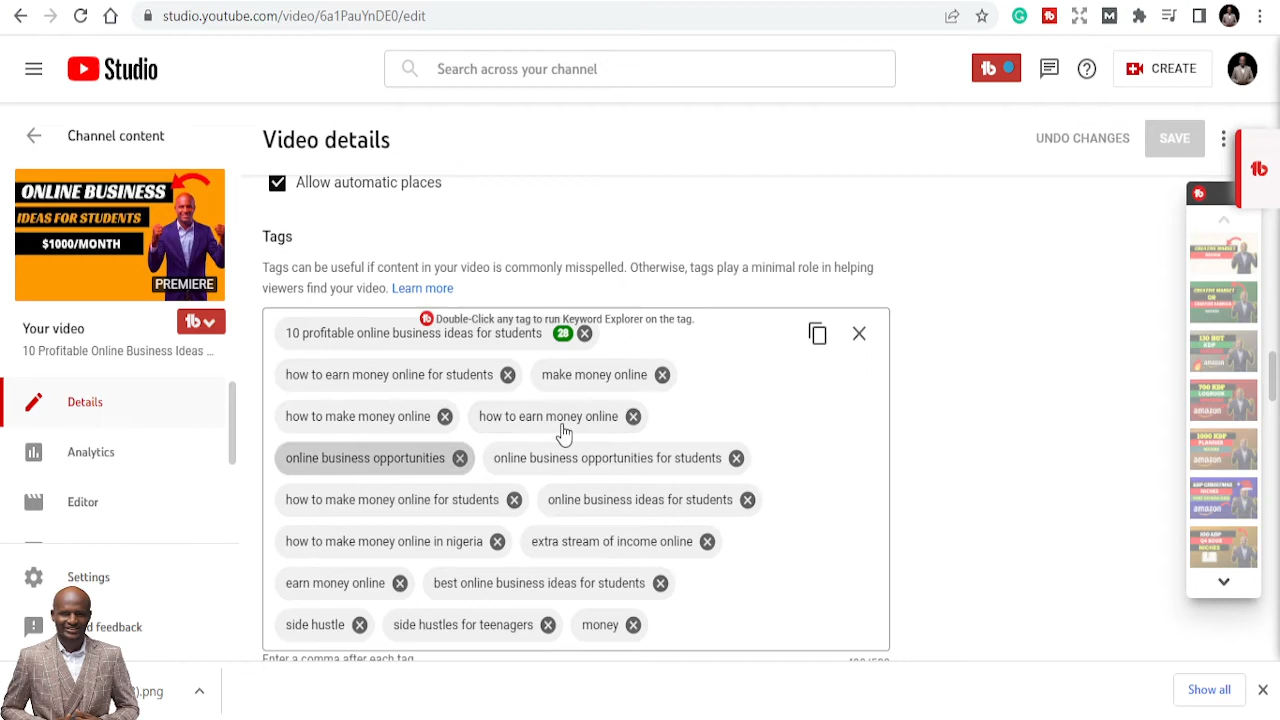 studio.youtube.com/video/6a1PauYnDE0/edit
Studio
Search across your channel
CREATE
Channel content
Video details
UNDO CHANGES
SAVE
ONLINE BUSINESS
IDEAS FOR STUDENTS
$1000/MONTH
PREMIERE
Allow automatic places
Tags
Tags can be useful if content in your video is commonly misspelled. Otherwise, tags play a minimal role in helping
viewers find your video. Learn more
Double-Click any tag to run Keyword Explorer on the tag.
Your video
10 Profitable Online Business Ideas ...
10 profitable online business ideas for students 28
how to earn money online for students
make money online
how to make money online
how to earn money online
online business opportunities
online business opportunities for students
how to make money online for students
online business ideas for students
how to make money online in nigeria
extra stream of income online
earn money online
best online business ideas for students
side hustle
side hustles for teenagers
money
Enter a comma after each tag
Details
Analytics
Editor
Settings
feedback
.png
Show all